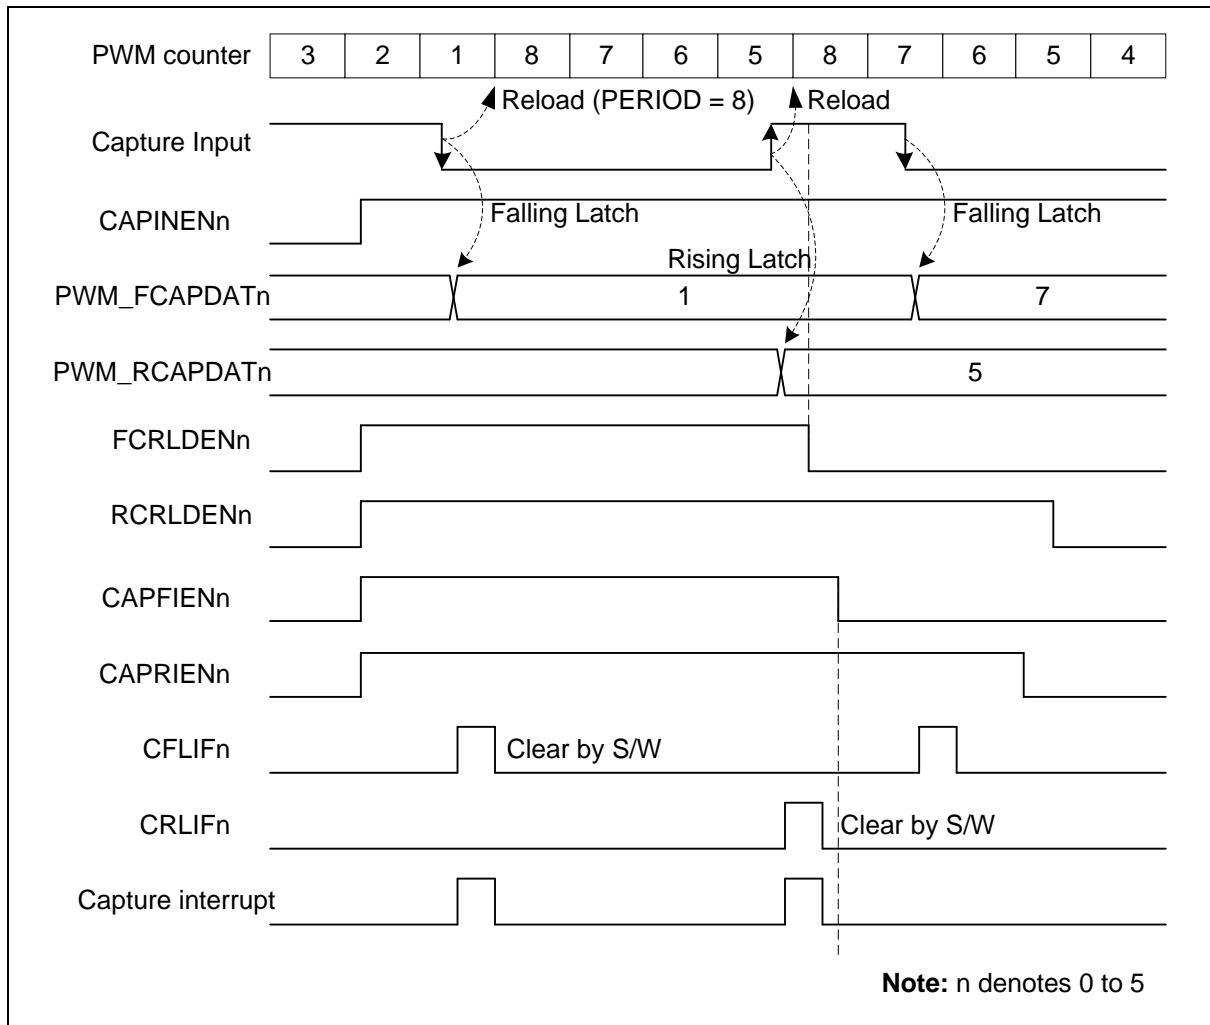 PWM counter 3 2 1 8 7 6 5 8 7 6 5 4
Reload (PERIOD = 8) Reload
Capture Input
CAPINENn Falling Latch Falling Latch
Rising Latch
PWM_FCAPDATn 1 7
PWM_RCAPDATn 5
FCRLDENn
RCRLDENn
CAPFIENn
CAPRIENn
CFLIFn Clear by S/W
CRLIFn Clear by S/W
Capture interrupt
Note: n denotes 0 to 5